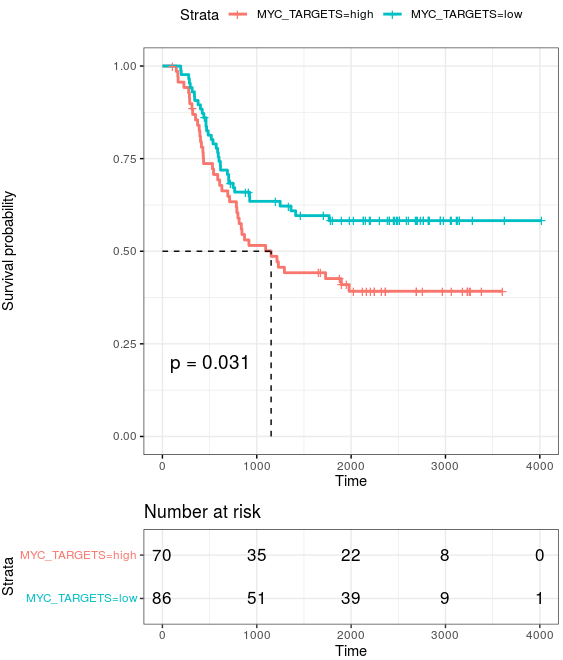 Strata MYC_TARGETS=high MYC_TARGETS=low
Survival probability
1.00
0.75
0.50
0.25
0.00
p = 0.031
0 1000 2000 3000 4000
Time
Number at risk
Strata
MYC_TARGETS=high 70 35 22 8 0
MYC_TARGETS=low 86 51 39 9 1
0 1000 2000 3000 4000
Time